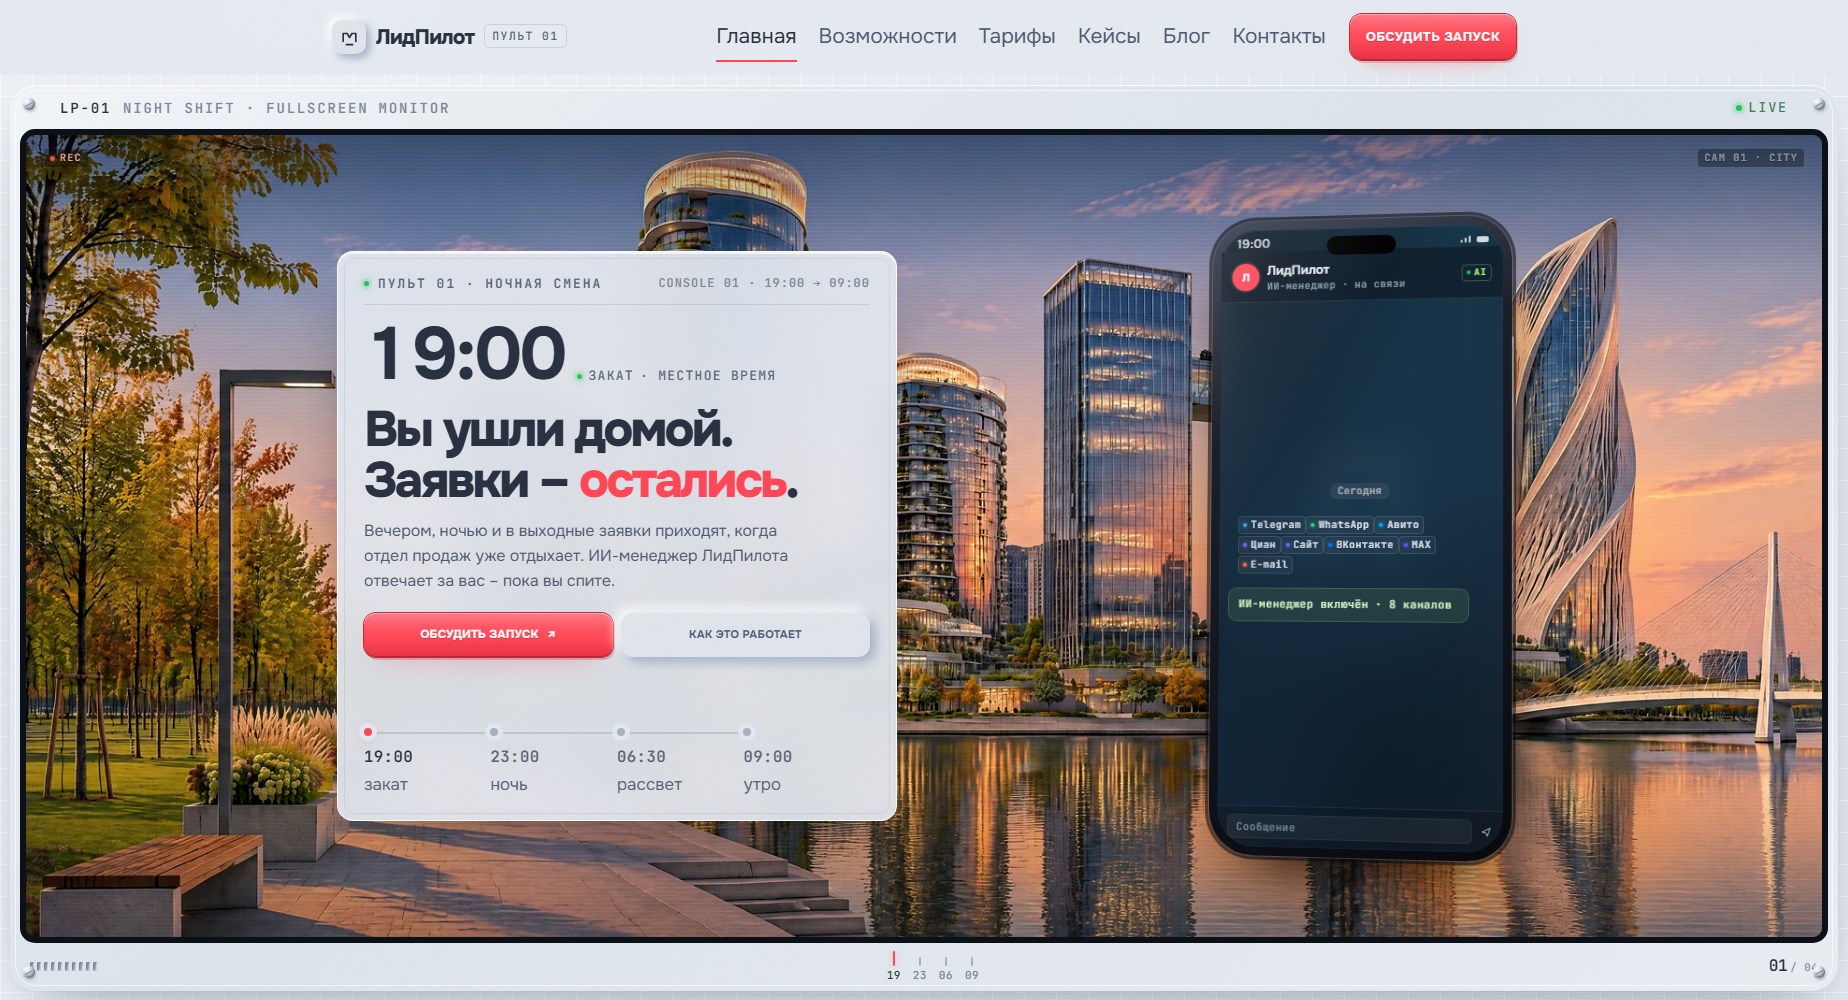 ЛидПилот
ПУЛЬТ 01
Главная
Возможности
Тарифы
Кейсы
Блог
Контакты
ОБСУДИТЬ ЗАПУСК
LP-01 NIGHT SHIFT · FULLSCREEN MONITOR
LIVE
REC
CAM 01 · CITY
ПУЛЬТ 01 · НОЧНАЯ СМЕНА
CONSOLE 01 · 19:00 → 09:00
19:00
ЗАКАТ · МЕСТНОЕ ВРЕМЯ
Вы ушли домой.
Заявки – остались.
Вечером, ночью и в выходные заявки приходят, когда
отдел продаж уже отдыхает. ИИ-менеджер ЛидПилота
отвечает за вас – пока вы спите.
ОБСУДИТЬ ЗАПУСК ↗
КАК ЭТО РАБОТАЕТ
19:00
закат
23:00
ночь
06:30
рассвет
09:00
утро
19:00
Л
ЛидПилот
ИИ-менеджер · на связи
AI
Сегодня
Telegram WhatsApp Авито
Циан Сайт ВКонтакте MAX
E-mail
ИИ-менеджер включён · 8 каналов
Сообщение
19 23 06 09
01 /